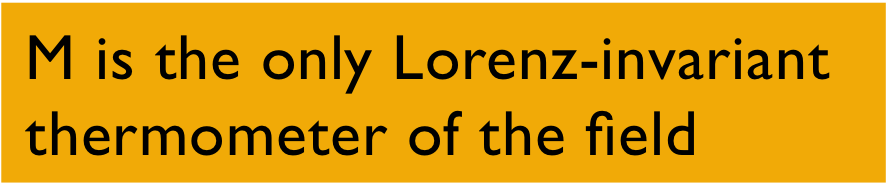 M is the only Lorenz-invariant
thermometer of the field